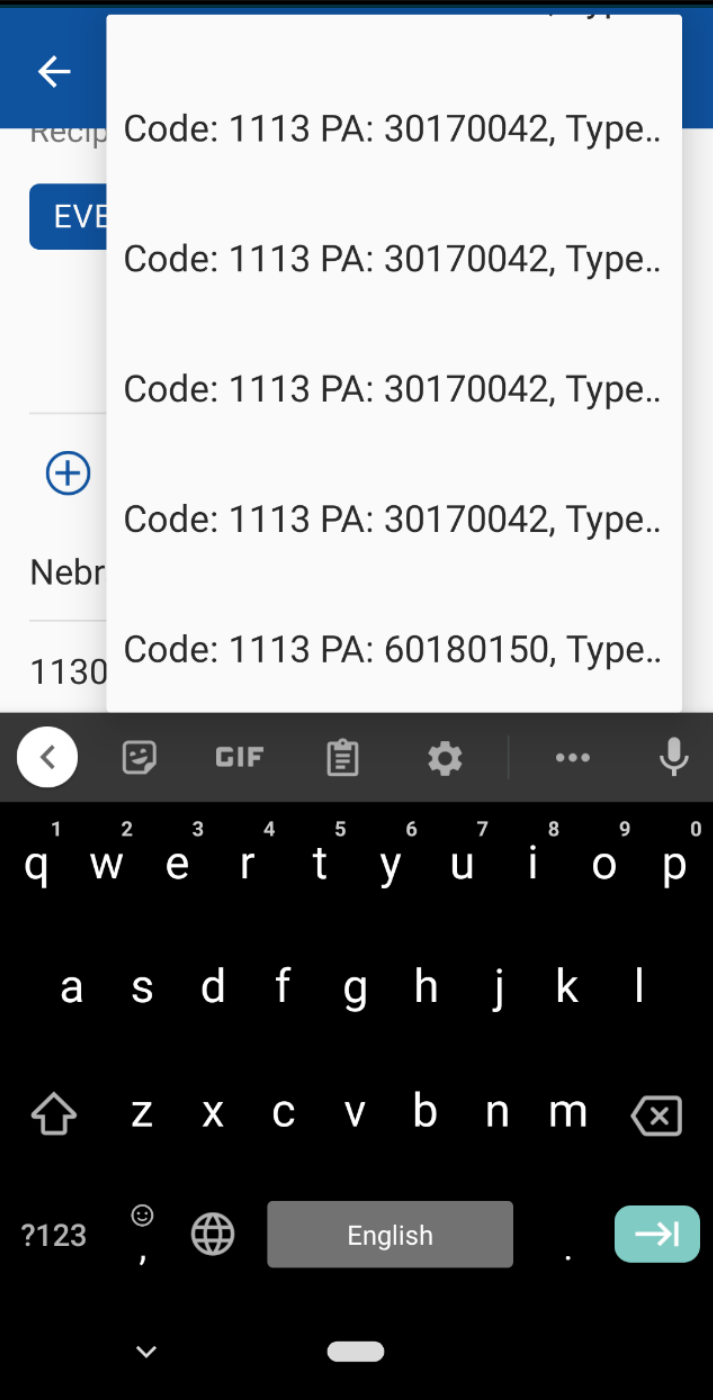 Recip
Code: 1113 PA: 30170042, Type..
EVE
Code: 1113 PA: 30170042, Type..
Code: 1113 PA: 30170042, Type..
Code: 1113 PA: 30170042, Type..
Nebr
Code: 1113 PA: 60180150, Type..
1130
GIF
1 2 3 4 5 6 7 8 9 0
q w e r t y u i o p
a s d f g h j k l
z x c v b n m
?123 , English .